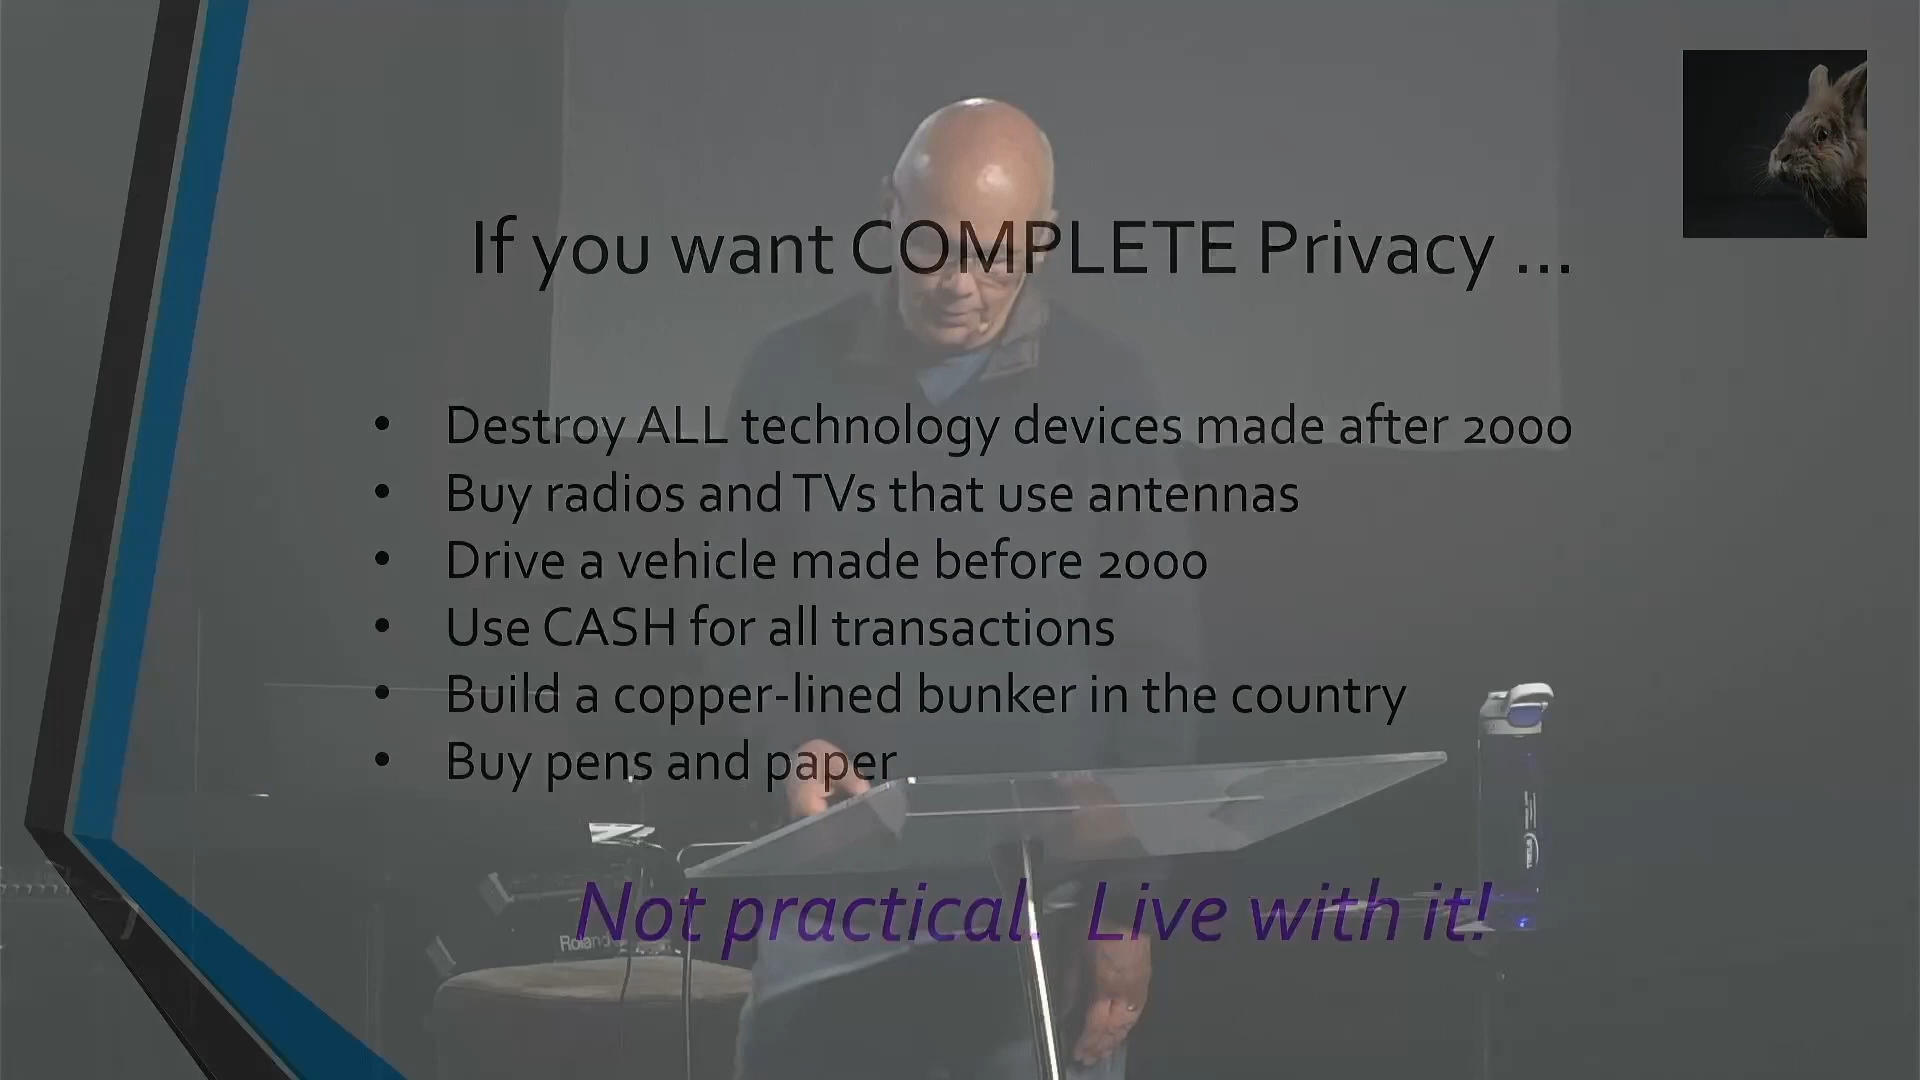 If you want COMPLETE Privacy ...
• Destroy ALL technology devices made after 2000
• Buy radios and TVs that use antennas
• Drive a vehicle made before 2000
• Use CASH for all transactions
• Build a copper-lined bunker in the country
• Buy pens and paper
Roland
Not practical. Live with it!